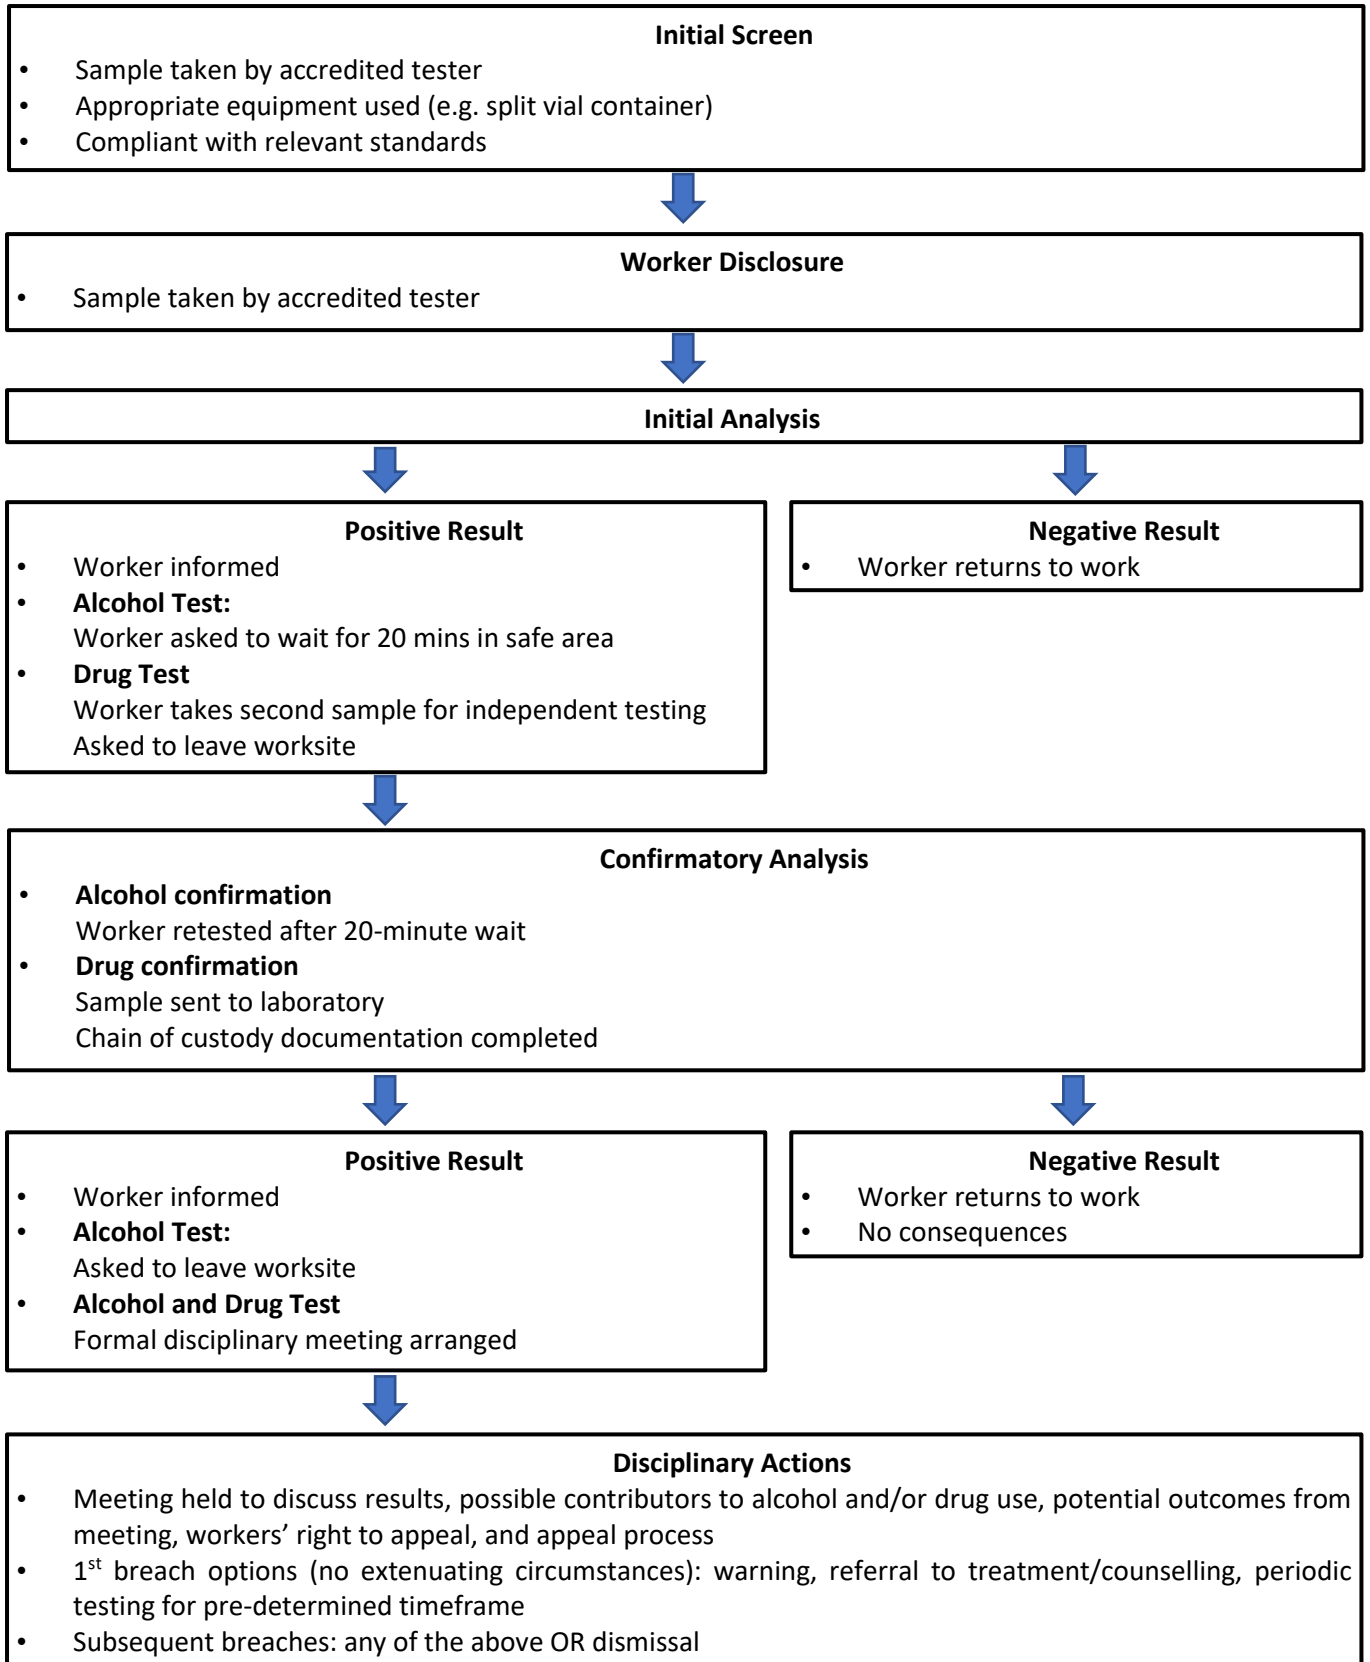 Initial Screen
• Sample taken by accredited tester
• Appropriate equipment used (e.g. split vial container)
• Compliant with relevant standards
Worker Disclosure
• Sample taken by accredited tester
Initial Analysis
Positive Result
• Worker informed
• Alcohol Test:
Worker asked to wait for 20 mins in safe area
• Drug Test
Worker takes second sample for independent testing
Asked to leave worksite
Negative Result
• Worker returns to work
Confirmatory Analysis
• Alcohol confirmation
Worker retested after 20-minute wait
• Drug confirmation
Sample sent to laboratory
Chain of custody documentation completed
Positive Result
• Worker informed
• Alcohol Test:
Asked to leave worksite
• Alcohol and Drug Test
Formal disciplinary meeting arranged
Negative Result
• Worker returns to work
• No consequences
Disciplinary Actions
• Meeting held to discuss results, possible contributors to alcohol and/or drug use, potential outcomes from
meeting, workers’ right to appeal, and appeal process
• 1st breach options (no extenuating circumstances): warning, referral to treatment/counselling, periodic
testing for pre-determined timeframe
• Subsequent breaches: any of the above OR dismissal